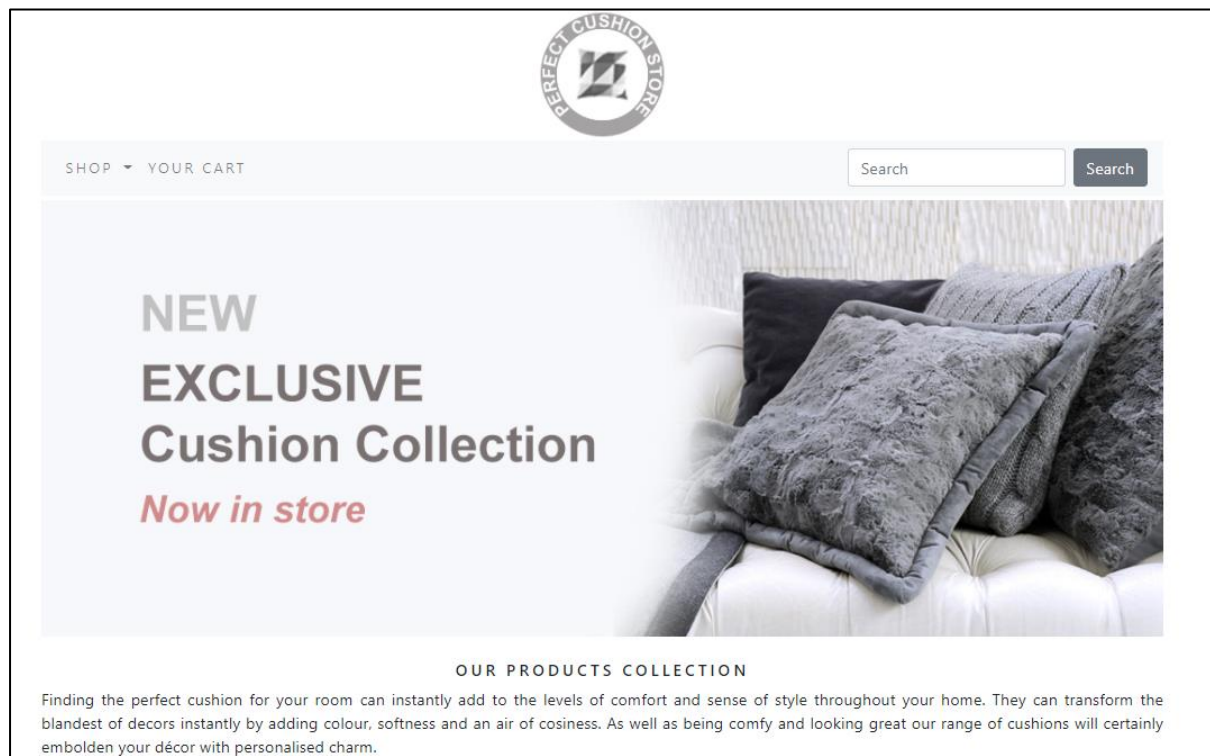 PERFECT CUSHION STORE
SHOP YOUR CART
Search Search
NEW
EXCLUSIVE
Cushion Collection
Now in store
OUR PRODUCTS COLLECTION
Finding the perfect cushion for your room can instantly add to the levels of comfort and sense of style throughout your home. They can transform the
blandest of decors instantly by adding colour, softness and an air of cosiness. As well as being comfy and looking great our range of cushions will certainly
embolden your décor with personalised charm.